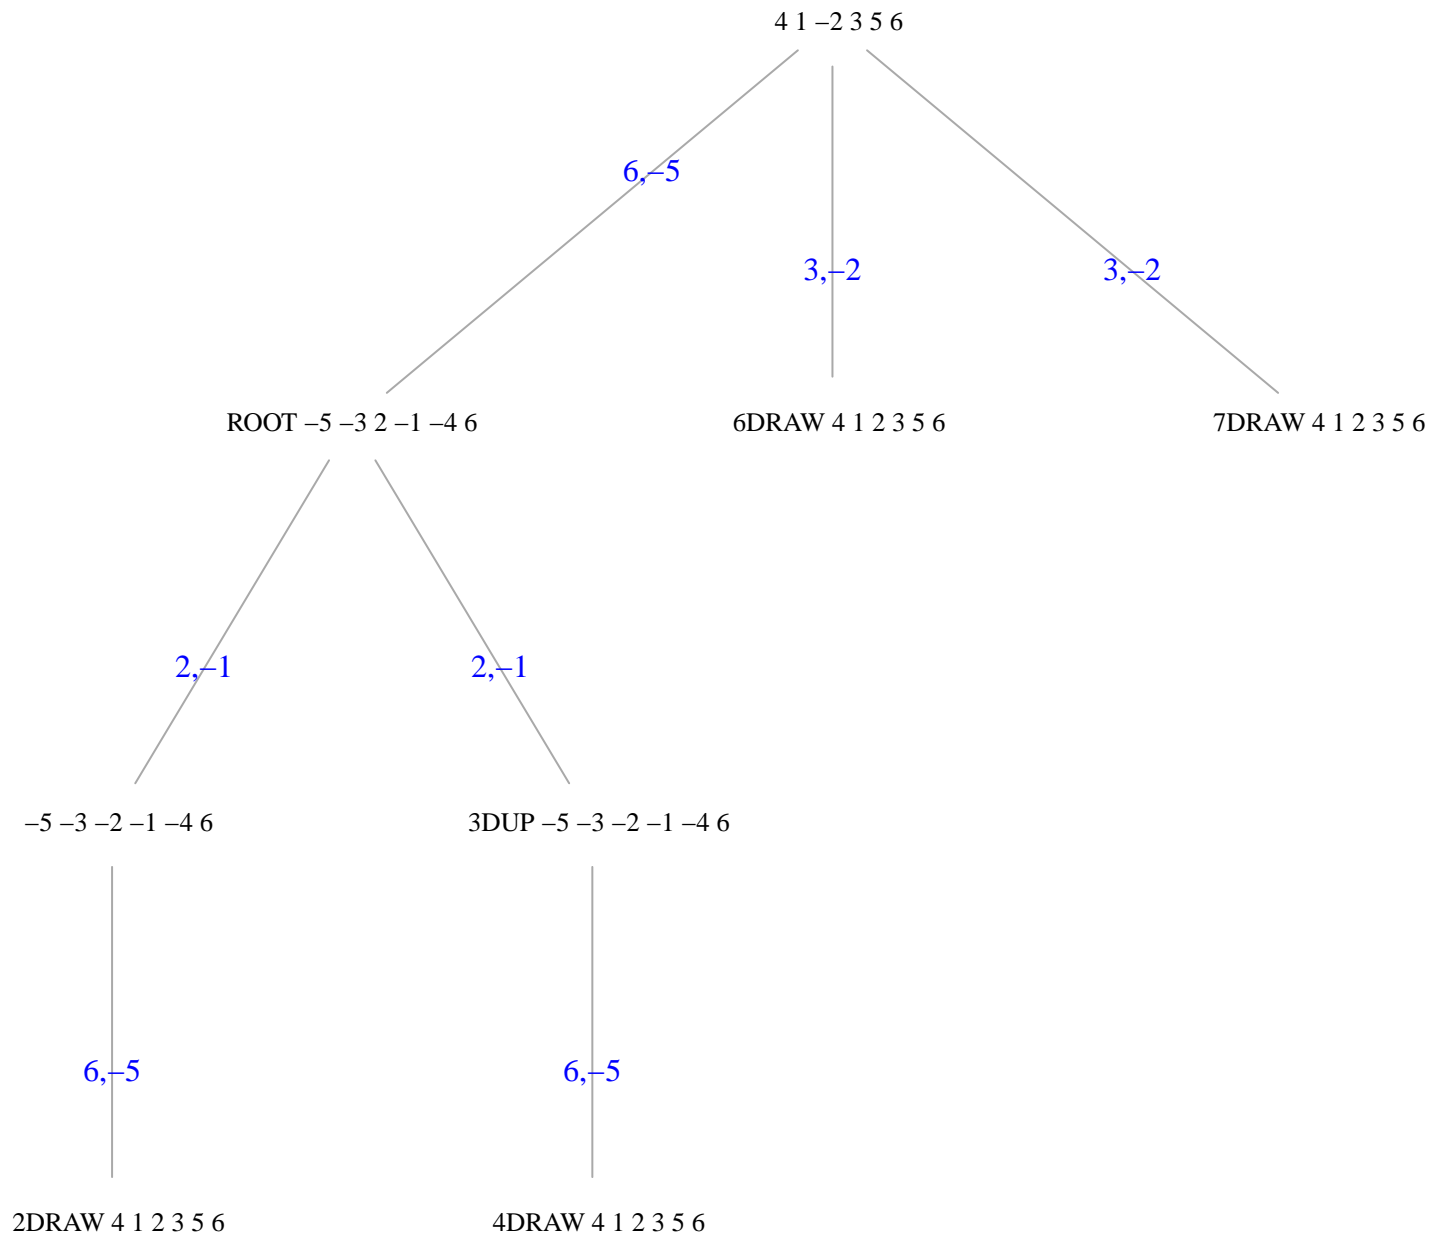 4 1 –2 3 5 6
6,–5
3,–2
3,–2
ROOT –5 –3 2 –1 –4 6
6DRAW 4 1 2 3 5 6
7DRAW 4 1 2 3 5 6
2,–1
2,–1
–5 –3 –2 –1 –4 6
3DUP –5 –3 –2 –1 –4 6
6,–5
6,–5
2DRAW 4 1 2 3 5 6
4DRAW 4 1 2 3 5 6